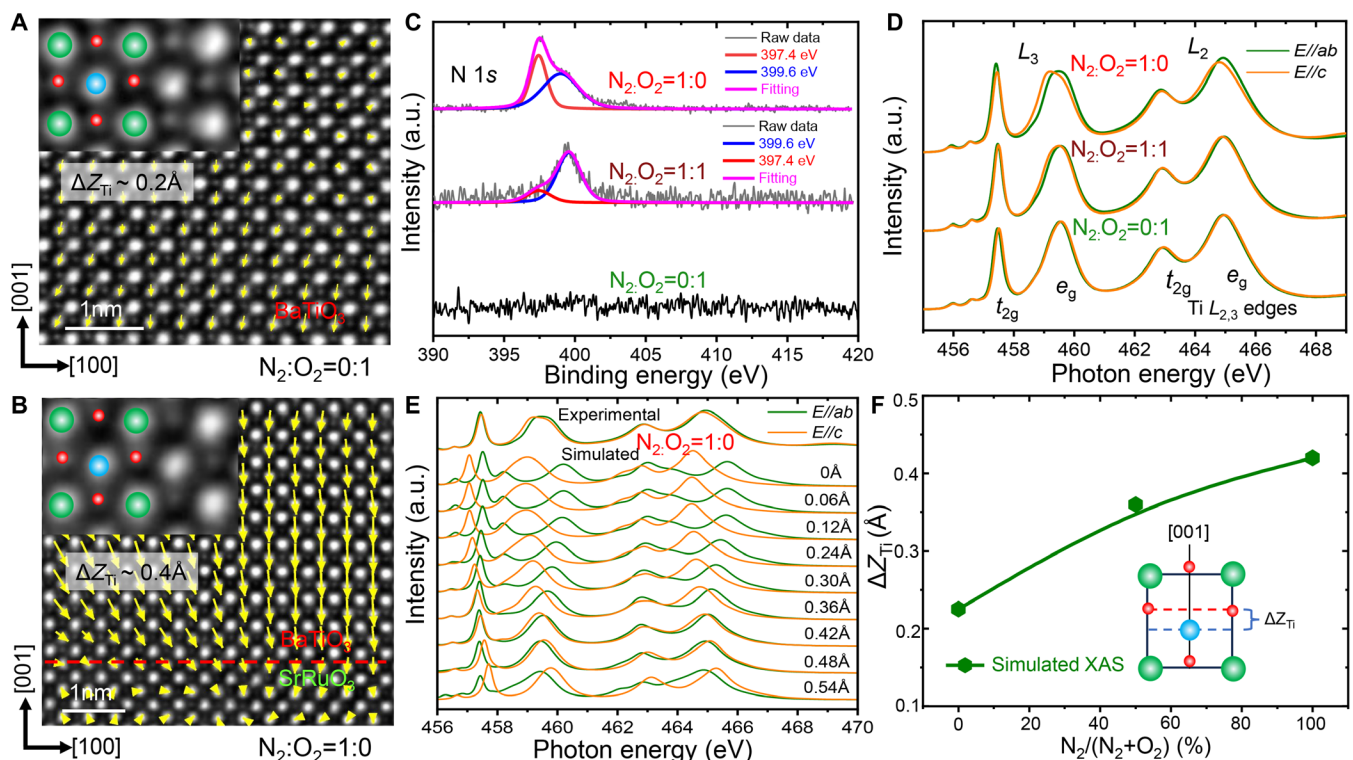 A
ΔZTi ~ 0.2Å
BaTiO3
1nm
[001]
[100]
N2:O2=0:1
B
ΔZTi ~ 0.4Å
BaTiO3
SrRuO3
1nm
[001]
[100]
N2:O2=1:0
C
N 1s
Raw data
397.4 eV
399.6 eV
Fitting
N2:O2=1:0
Raw data
399.6 eV
397.4 eV
Fitting
N2:O2=1:1
N2:O2=0:1
Intensity (a.u.)
390 395 400 405 410 415 420
Binding energy (eV)
D
L3
L2
E//ab
E//c
N2:O2=1:0
N2:O2=1:1
N2:O2=0:1
t2g
eg
t2g
eg
Ti L2,3 edges
Intensity (a.u.)
456 458 460 462 464 466 468
Photon energy (eV)
E
Experimental
E//ab
E//c
N2:O2=1:0
Simulated
0Å
0.06Å
0.12Å
0.24Å
0.30Å
0.36Å
0.42Å
0.48Å
0.54Å
Intensity (a.u.)
456 458 460 462 464 466 468 470
Photon energy (eV)
F
0.5
0.4
0.3
0.2
0.1
ΔZTi (Å)
[001]
ΔZTi
Simulated XAS
0 20 40 60 80 100
N2/(N2+O2) (%)